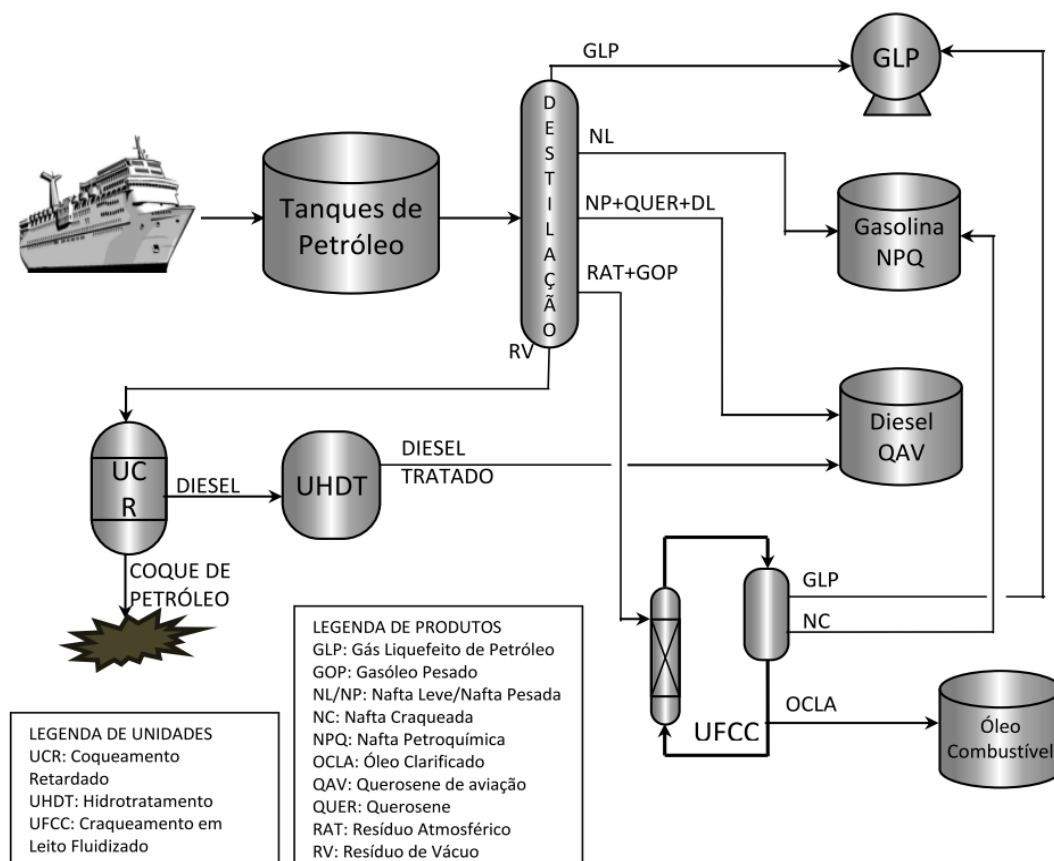 GLP
GLP
DESTILAÇÃO
NL
Tanques de
Petróleo
Gasolina
NPQ
NP+QUER+DL
RAT+GOP
RV
Diesel
QAV
UC
R
DIESEL
UHDT
DIESEL
TRATADO
COQUE DE
PETRÓLEO
GLP
NC
UFCC
OCLA
Óleo
Combustível
LEGENDA DE UNIDADES
UCR: Coqueamento
Retardado
UHDT: Hidrotratamento
UFCC: Craqueamento em
Leito Fluidizado
LEGENDA DE PRODUTOS
GLP: Gás Liquefeito de Petróleo
GOP: Gasóleo Pesado
NL/NP: Nafta Leve/Nafta Pesada
NC: Nafta Craqueada
NPQ: Nafta Petroquímica
OCLA: Óleo Clarificado
QAV: Querosene de aviação
QUER: Querosene
RAT: Resíduo Atmosférico
RV: Resíduo de Vácuo